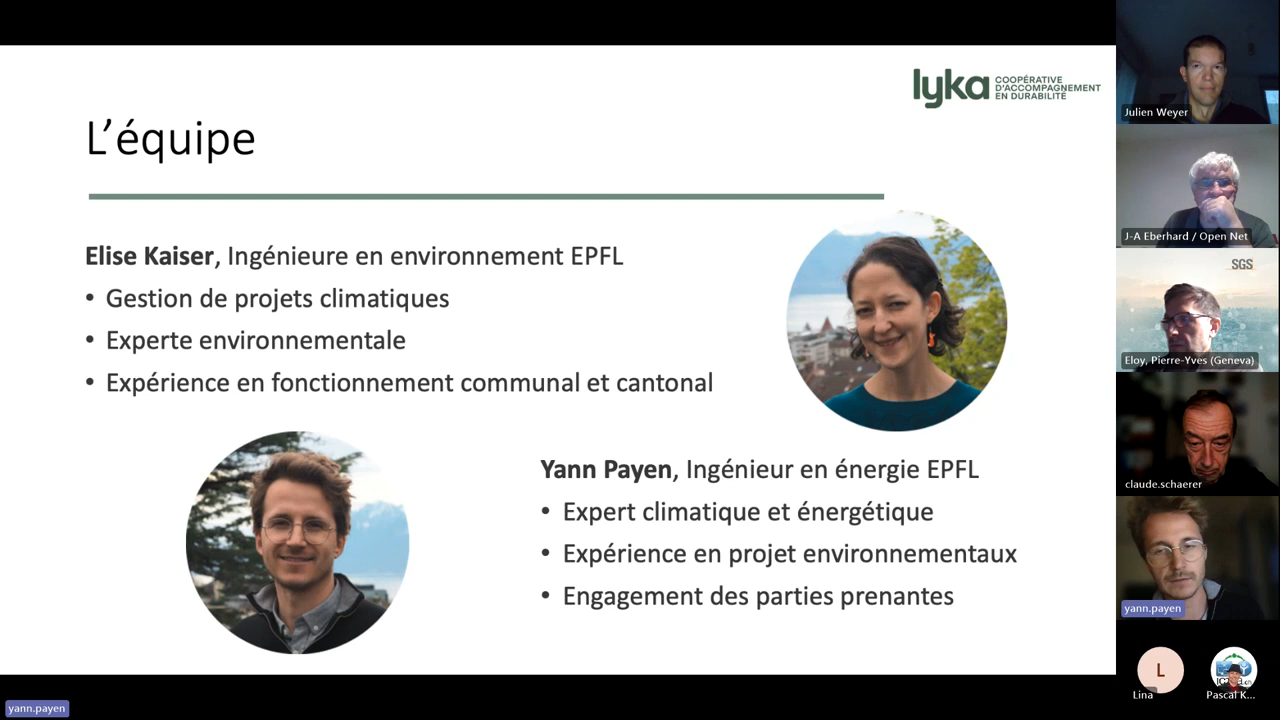 lyka COOPÉRATIVE
D'ACCOMPAGNEMENT
EN DURABILITÉ
L'équipe
Elise Kaiser, Ingénieure en environnement EPFL
• Gestion de projets climatiques
• Experte environnementale
• Expérience en fonctionnement communal et cantonal
Yann Payen, Ingénieur en énergie EPFL
• Expert climatique et énergétique
• Expérience en projet environnementaux
• Engagement des parties prenantes
Julien Weyer
J-A Eberhard / Open Net
SGS
Eloy, Pierre-Yves (Geneva)
claude.schaerer
yann.payen
L
Lina
Pascal K...
yann.payen